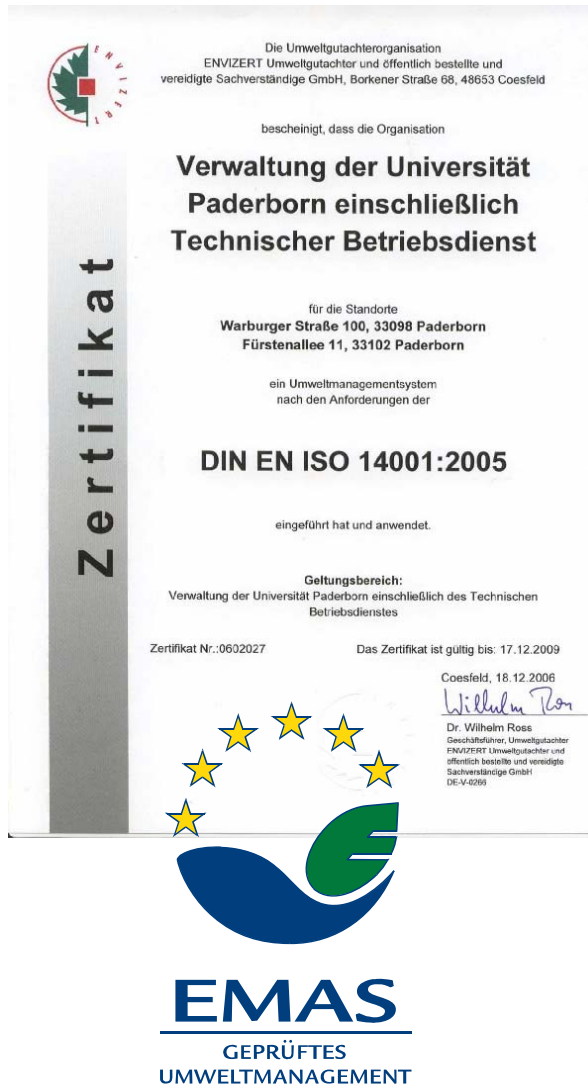 ENVIZERT
Die Umweltgutachterorganisation
ENVIZERT Umweltgutachter und öffentlich bestellte und
vereidigte Sachverständige GmbH, Borkener Straße 68, 48653 Coesfeld
bescheinigt, dass die Organisation
Verwaltung der Universität
Paderborn einschließlich
Technischer Betriebsdienst
Zertifikat
für die Standorte
Warburger Straße 100, 33098 Paderborn
Fürstenallee 11, 33102 Paderborn
ein Umweltmanagementsystem
nach den Anforderungen der
DIN EN ISO 14001:2005
eingeführt hat und anwendet.
Geltungsbereich:
Verwaltung der Universität Paderborn einschließlich des Technischen
Betriebsdienstes
Zertifikat Nr.:0602027 Das Zertifikat ist gültig bis: 17.12.2009
Coesfeld, 18.12.2006
Wilhelm Ross
Dr. Wilhelm Ross
Geschäftsführer, Umweltgutachter
ENVIZERT Umweltgutachter und
öffentlich bestellte und vereidigte
Sachverständige GmbH
DE-V-0266
EMAS
GEPRÜFTES
UMWELTMANAGEMENT